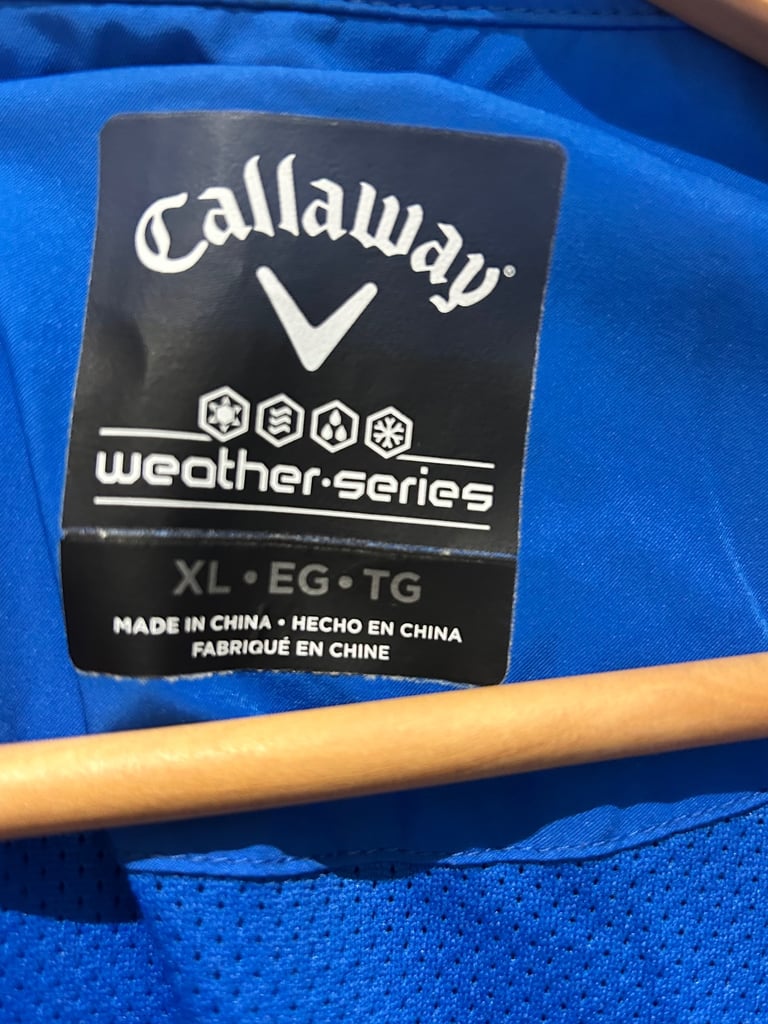 Callaway®
weather·series
XL • EG • TG
MADE IN CHINA • HECHO EN CHINA
FABRIQUÉ EN CHINE